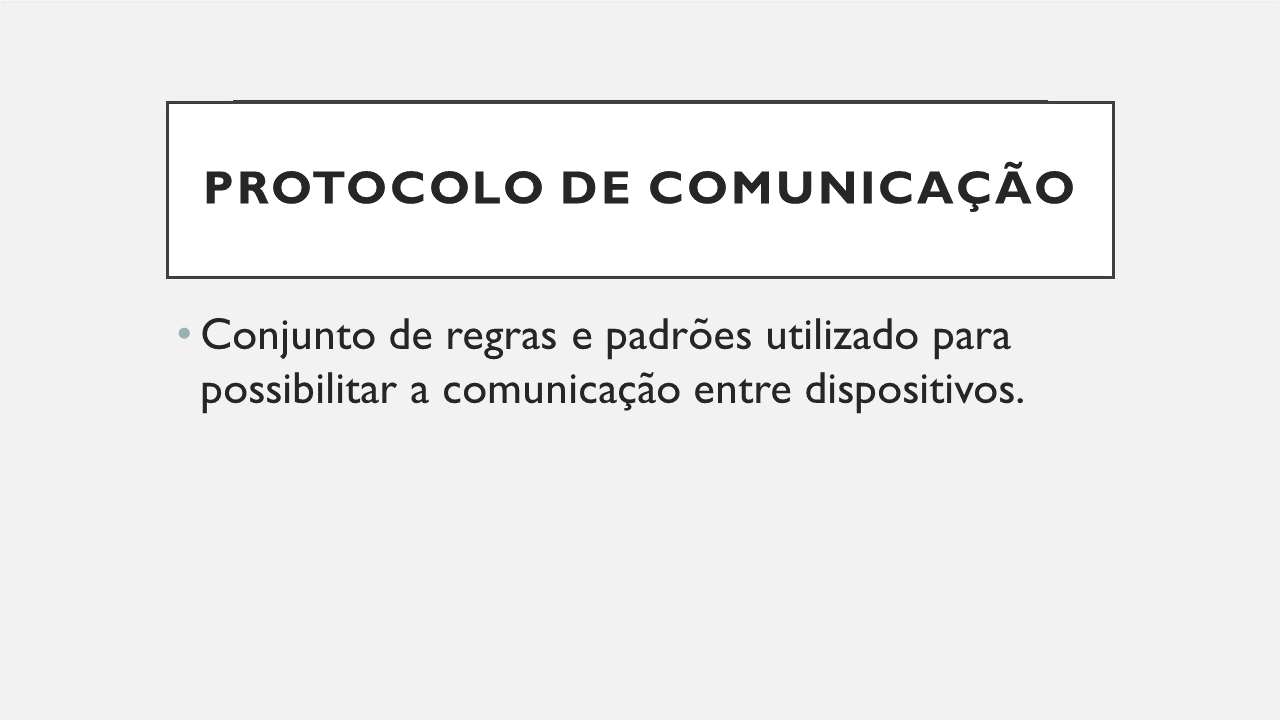 PROTOCOLO DE COMUNICAÇÃO
• Conjunto de regras e padrões utilizado para
possibilitar a comunicação entre dispositivos.